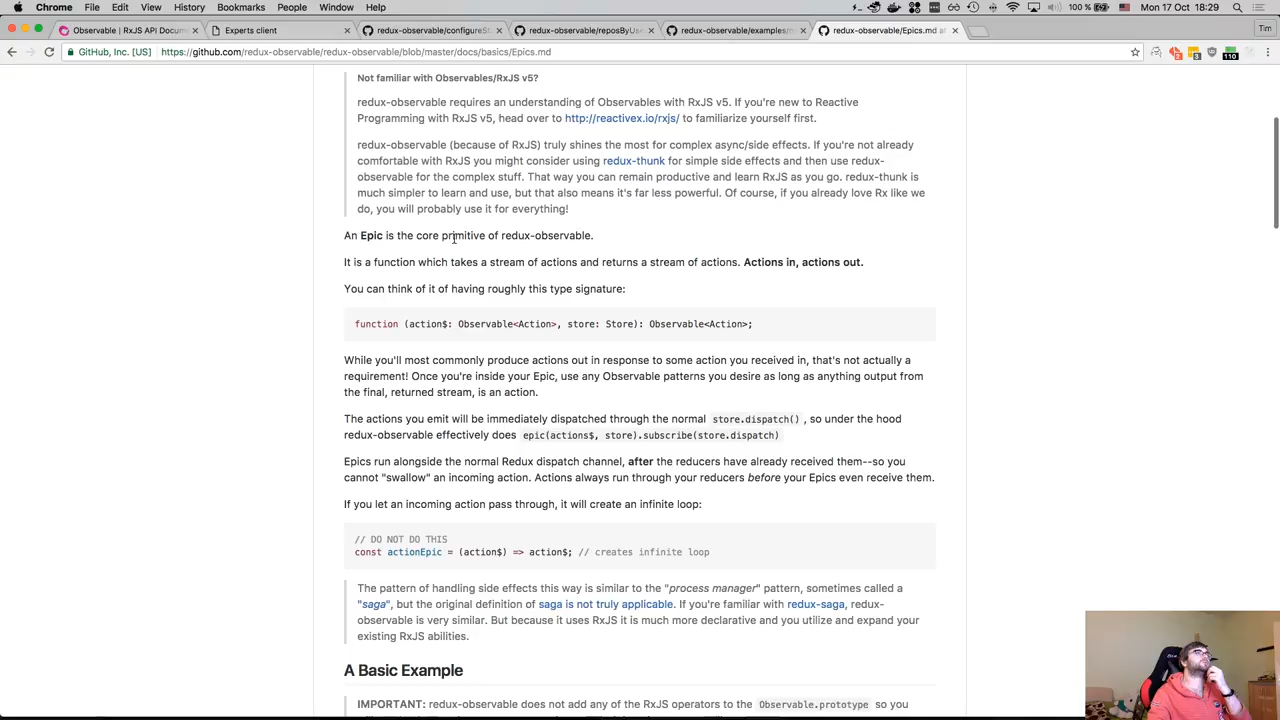 Chrome File Edit View History Bookmarks People Window Help
100 % Mon 17 Oct 18:29
Observable | RxJS API Docum
Experts client
redux-observable/configureSt
redux-observable/reposByUse
redux-observable/examples/m
redux-observable/Epics.md at
Tim
GitHub, Inc. [US] https://github.com/redux-observable/redux-observable/blob/master/docs/basics/Epics.md
2 3 110
Not familiar with Observables/RxJS v5?
redux-observable requires an understanding of Observables with RxJS v5. If you're new to Reactive
Programming with RxJS v5, head over to http://reactivex.io/rxjs/ to familiarize yourself first.
redux-observable (because of RxJS) truly shines the most for complex async/side effects. If you're not already
comfortable with RxJS you might consider using redux-thunk for simple side effects and then use redux-
observable for the complex stuff. That way you can remain productive and learn RxJS as you go. redux-thunk is
much simpler to learn and use, but that also means it's far less powerful. Of course, if you already love Rx like we
do, you will probably use it for everything!
An Epic is the core primitive of redux-observable.
It is a function which takes a stream of actions and returns a stream of actions. Actions in, actions out.
You can think of it of having roughly this type signature:
function (action$: Observable<Action>, store: Store): Observable<Action>;
While you'll most commonly produce actions out in response to some action you received in, that's not actually a
requirement! Once you're inside your Epic, use any Observable patterns you desire as long as anything output from
the final, returned stream, is an action.
The actions you emit will be immediately dispatched through the normal store.dispatch() , so under the hood
redux-observable effectively does epic(actions$, store).subscribe(store.dispatch)
Epics run alongside the normal Redux dispatch channel, after the reducers have already received them--so you
cannot "swallow" an incoming action. Actions always run through your reducers before your Epics even receive them.
If you let an incoming action pass through, it will create an infinite loop:
// DO NOT DO THIS
const actionEpic = (action$) => action$; // creates infinite loop
The pattern of handling side effects this way is similar to the "process manager" pattern, sometimes called a
"saga", but the original definition of saga is not truly applicable. If you're familiar with redux-saga, redux-
observable is very similar. But because it uses RxJS it is much more declarative and you utilize and expand your
existing RxJS abilities.
A Basic Example
IMPORTANT: redux-observable does not add any of the RxJS operators to the Observable.prototype so you